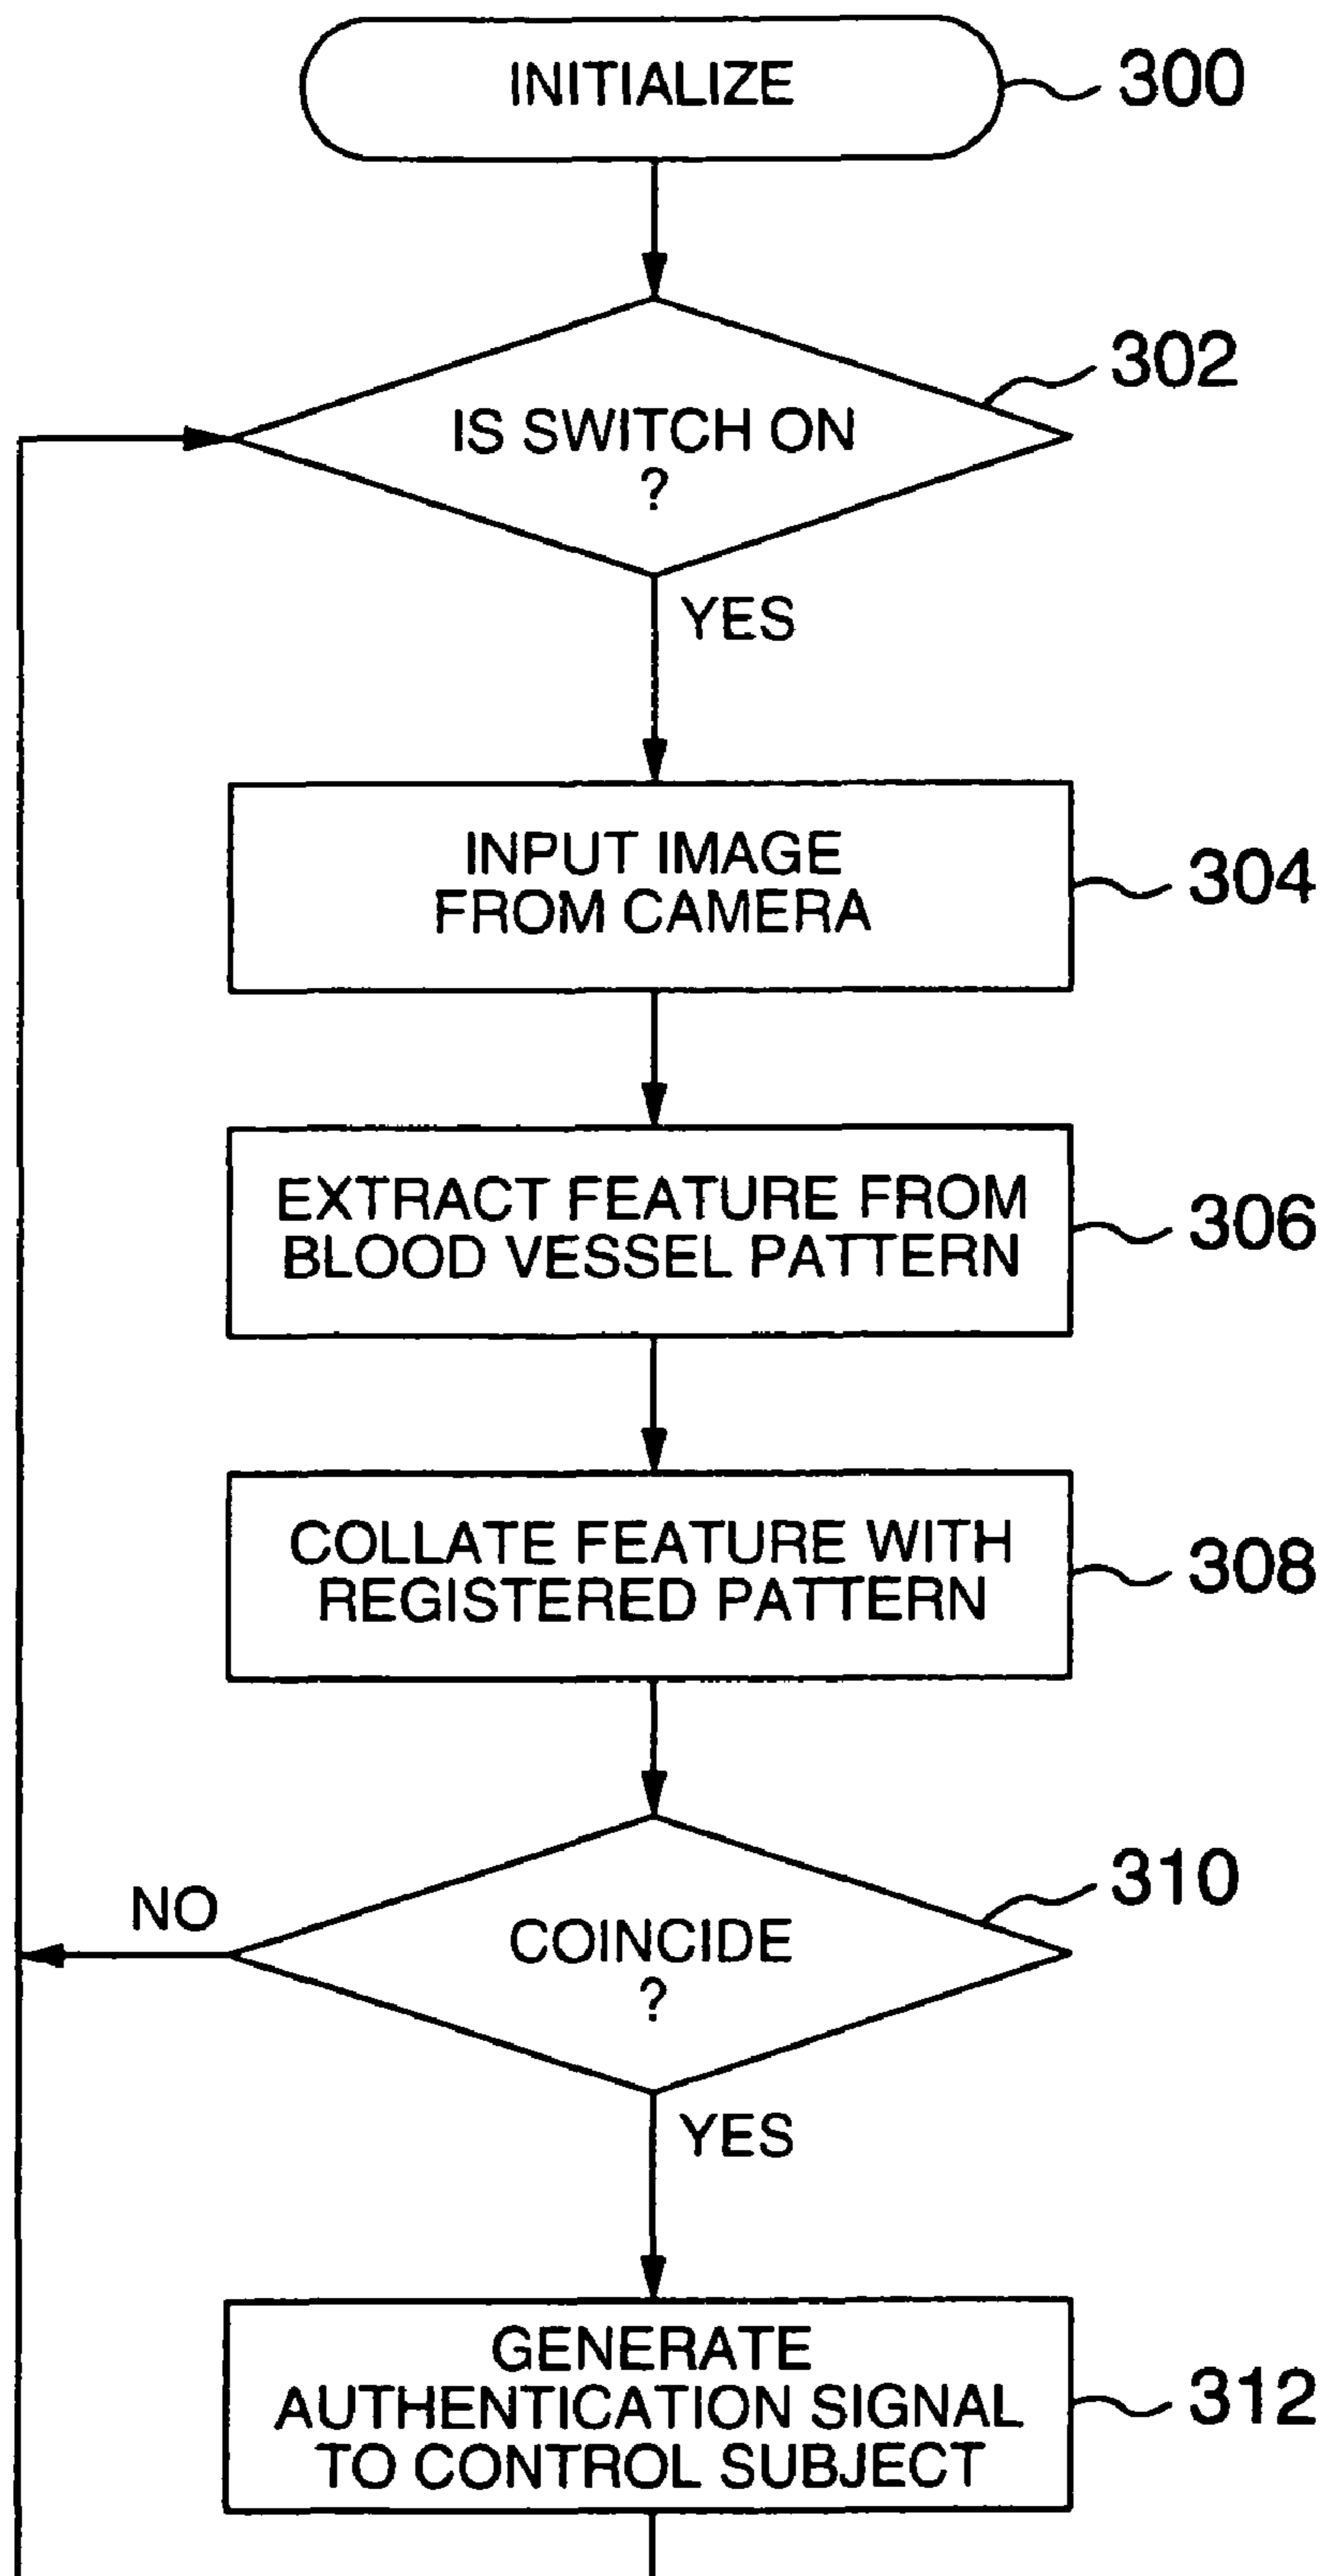 INITIALIZE
300
302
IS SWITCH ON
?
YES
INPUT IMAGE
FROM CAMERA
304
EXTRACT FEATURE FROM
BLOOD VESSEL PATTERN
306
COLLATE FEATURE WITH
REGISTERED PATTERN
308
310
NO
COINCIDE
?
YES
GENERATE
AUTHENTICATION SIGNAL
TO CONTROL SUBJECT
312